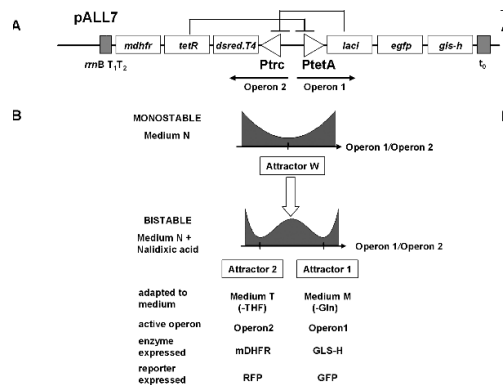 A
pALL7
mdhfr tetR dsred.T4 laci egfp gls-h
Ptrc PtetA
rrnB T1T2
t0
Operon 2 Operon 1
B
MONOSTABLE
Medium N
Operon 1/Operon 2
Attractor W
BISTABLE
Medium N +
Nalidixic acid
Operon 1/Operon 2
Attractor 2 Attractor 1
adapted to medium Medium T (-THF) Medium M (-Gln)
active operon Operon2 Operon1
enzyme expressed mDHFR GLS-H
reporter expressed RFP GFP